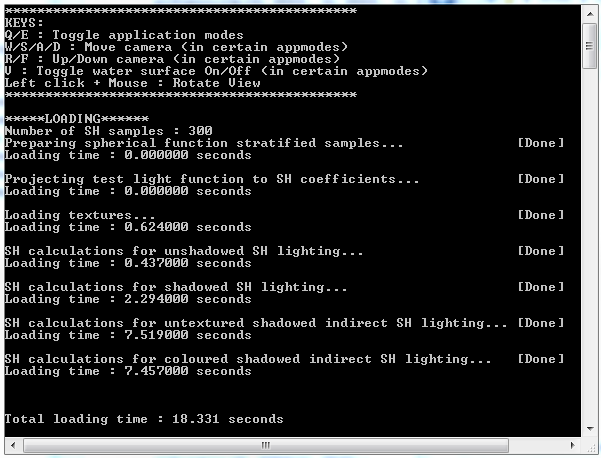 *******************************************
KEYS:
Q/E : Toggle application modes
W/S/A/D : Move camera (in certain appmodes)
R/F : Up/Down camera (in certain appmodes)
V : Toggle water surface On/Off (in certain appmodes)
Left click + Mouse : Rotate View
*******************************************
*****LOADING******
Number of SH samples : 300
Preparing spherical function stratified samples... [Done]
Loading time : 0.000000 seconds
Projecting test light function to SH coefficients... [Done]
Loading time : 0.000000 seconds
Loading textures... [Done]
Loading time : 0.624000 seconds
SH calculations for unshadowed SH lighting... [Done]
Loading time : 0.437000 seconds
SH calculations for shadowed SH lighting... [Done]
Loading time : 2.294000 seconds
SH calculations for untextured shadowed indirect SH lighting... [Done]
Loading time : 7.519000 seconds
SH calculations for coloured shadowed indirect SH lighting... [Done]
Loading time : 7.457000 seconds
Total loading time : 18.331 seconds